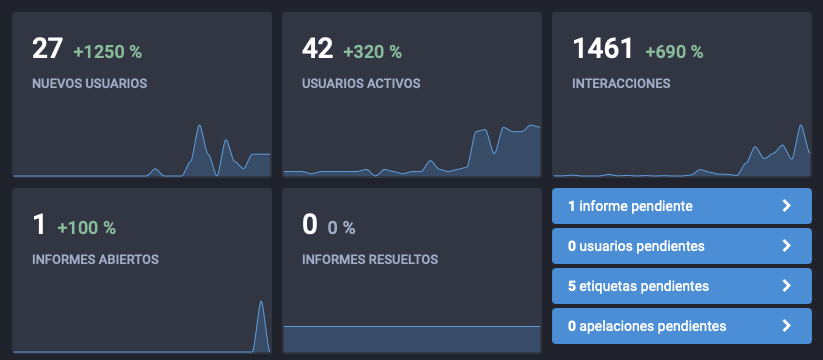 27 +1250 %
NUEVOS USUARIOS
42 +320 %
USUARIOS ACTIVOS
1461 +690 %
INTERACCIONES
1 +100 %
INFORMES ABIERTOS
0 0 %
INFORMES RESUELTOS
1 informe pendiente
0 usuarios pendientes
5 etiquetas pendientes
0 apelaciones pendientes